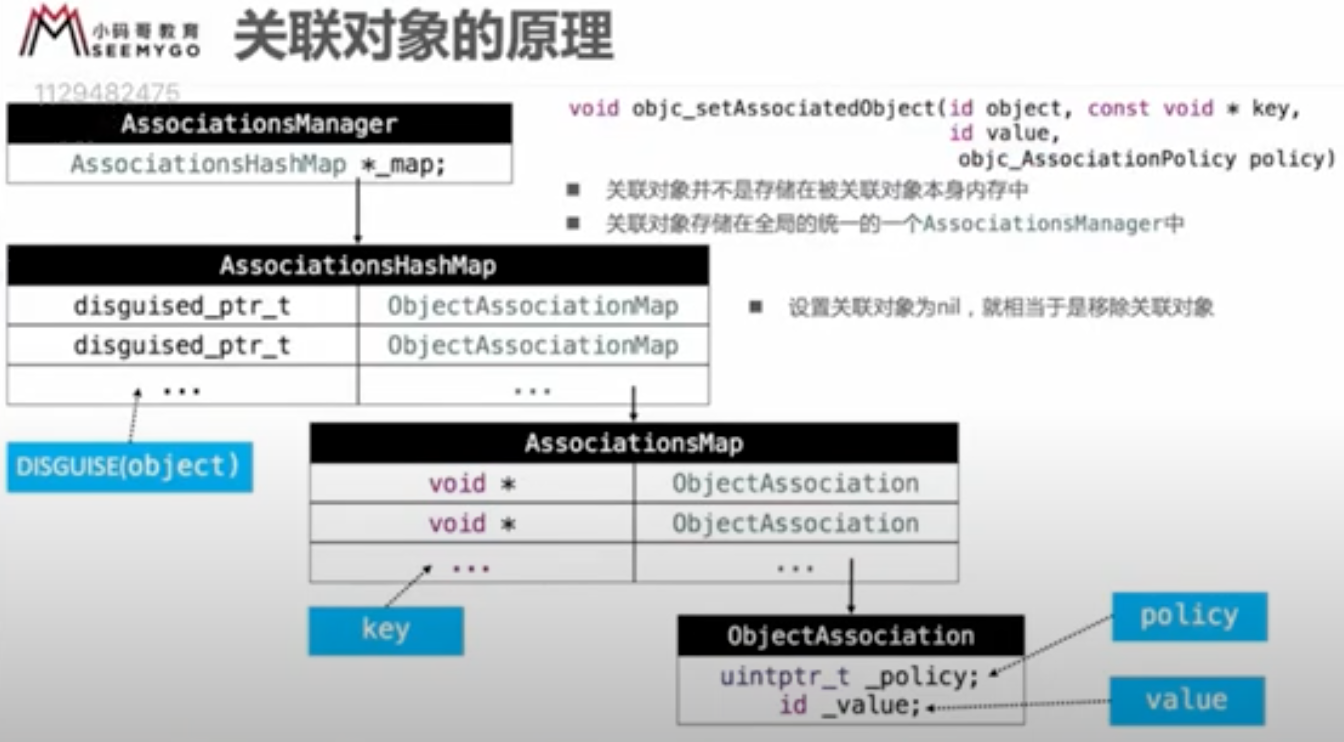 小码哥教育
SEEMYGO
关联对象的原理
1129482475
AssociationsManager
AssociationsHashMap *_map;
void objc_setAssociatedObject(id object, const void * key,
id value,
objc_AssociationPolicy policy)
■ 关联对象并不是存储在被关联对象本身内存中
■ 关联对象存储在全局的统一的一个AssociationsManager中
AssociationsHashMap
disguised_ptr_t ObjectAssociationMap
disguised_ptr_t ObjectAssociationMap
... ...
■ 设置关联对象为nil，就相当于是移除关联对象
DISGUISE(object)
AssociationsMap
void * ObjectAssociation
void * ObjectAssociation
... ...
key
ObjectAssociation
uintptr_t _policy;
id _value;
policy
value